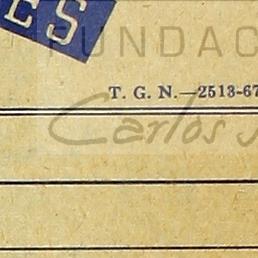 ES
FUNDAC
T. G. N.—2513-67
Carlos